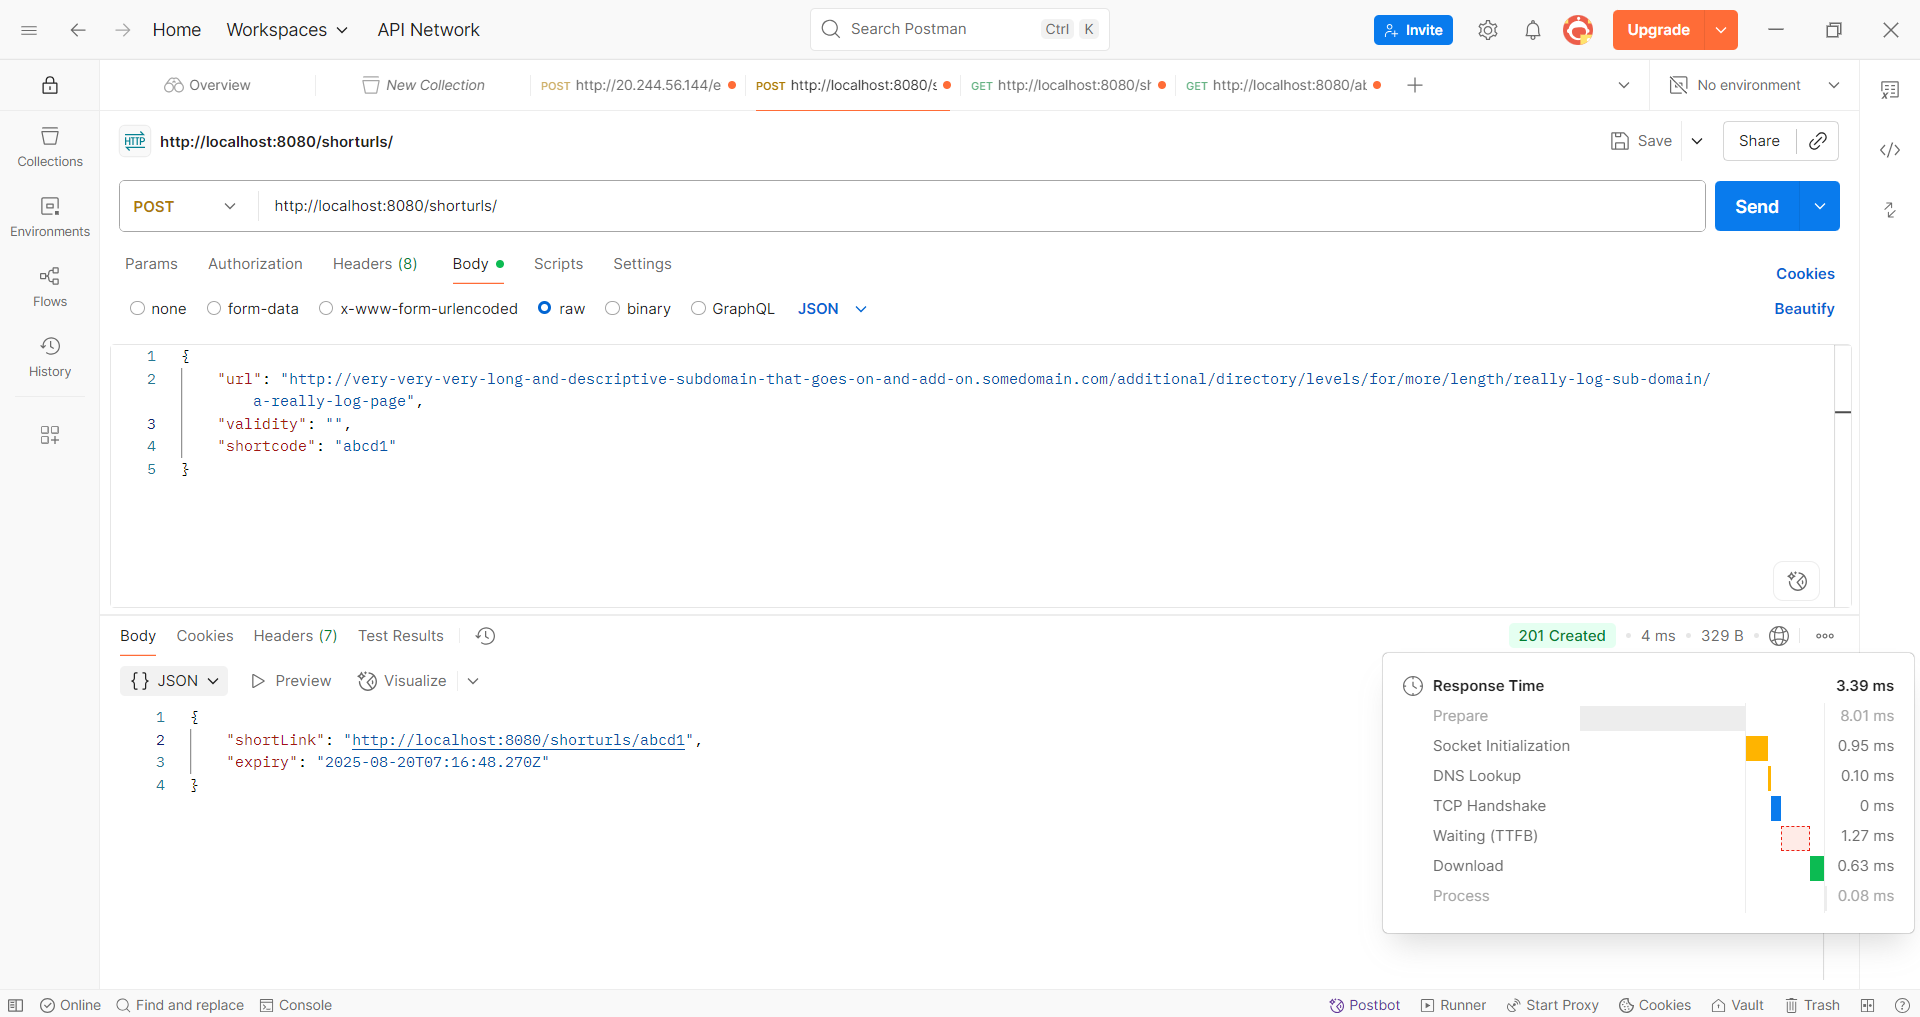 Home Workspaces API Network Search Postman Ctrl K Invite Upgrade
Overview New Collection POST http://20.244.56.144/e POST http://localhost:8080/s GET http://localhost:8080/sh GET http://localhost:8080/ab No environment
Collections
Environments
Flows
History
HTTP http://localhost:8080/shorturls/ Save Share
POST http://localhost:8080/shorturls/ Send
Params Authorization Headers (8) Body Scripts Settings Cookies
none form-data x-www-form-urlencoded raw binary GraphQL JSON Beautify
1 {
2 "url": "http://very-very-very-long-and-descriptive-subdomain-that-goes-on-and-add-on.somedomain.com/additional/directory/levels/for/more/length/really-log-sub-domain/
a-really-log-page",
3 "validity": "",
4 "shortcode": "abcd1"
5 }
Body Cookies Headers (7) Test Results 201 Created 4 ms 329 B
{} JSON Preview Visualize
1 {
2 "shortLink": "http://localhost:8080/shorturls/abcd1",
3 "expiry": "2025-08-20T07:16:48.270Z"
4 }
Response Time 3.39 ms
Prepare 8.01 ms
Socket Initialization 0.95 ms
DNS Lookup 0.10 ms
TCP Handshake 0 ms
Waiting (TTFB) 1.27 ms
Download 0.63 ms
Process 0.08 ms
Online Find and replace Console Postbot Runner Start Proxy Cookies Vault Trash